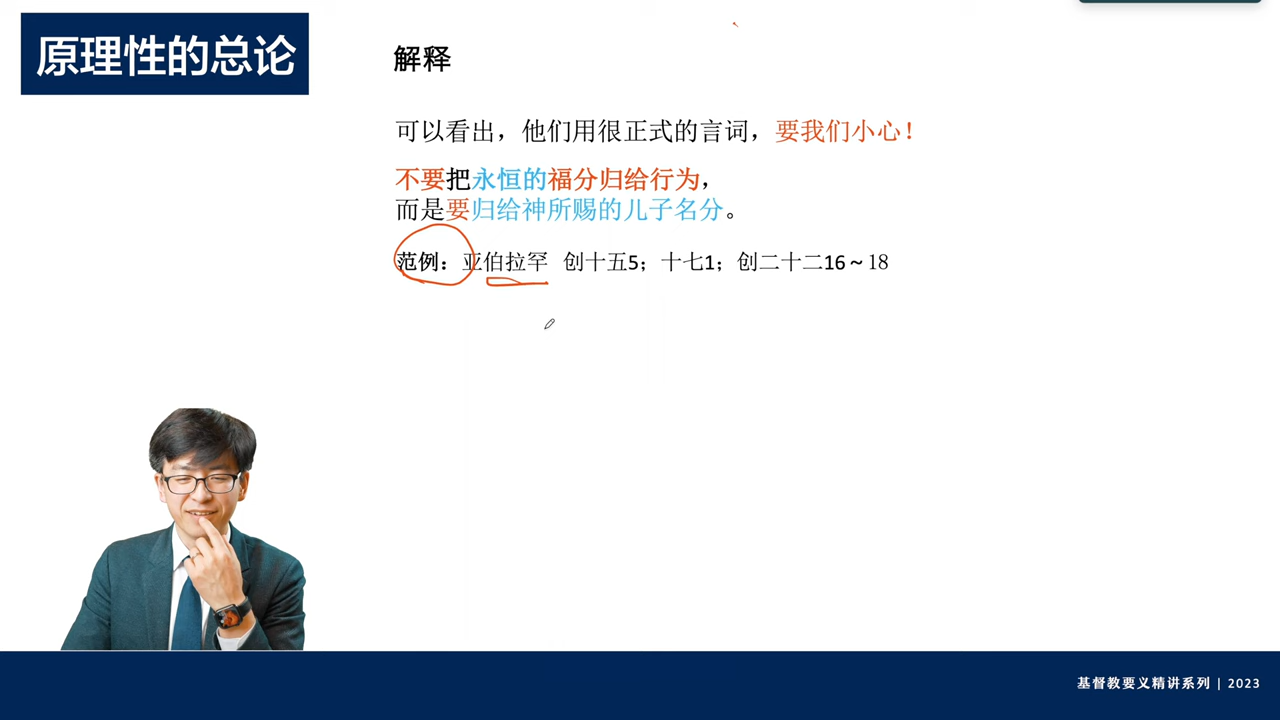 原理性的总论
解释
可以看出，他们用很正式的言词，要我们小心！
不要把永恒的福分归给行为，
而是要归给神所赐的儿子名分。
范例：亚伯拉罕 创十五5；十七1；创二十二16～18
基督教要义精讲系列 | 2023